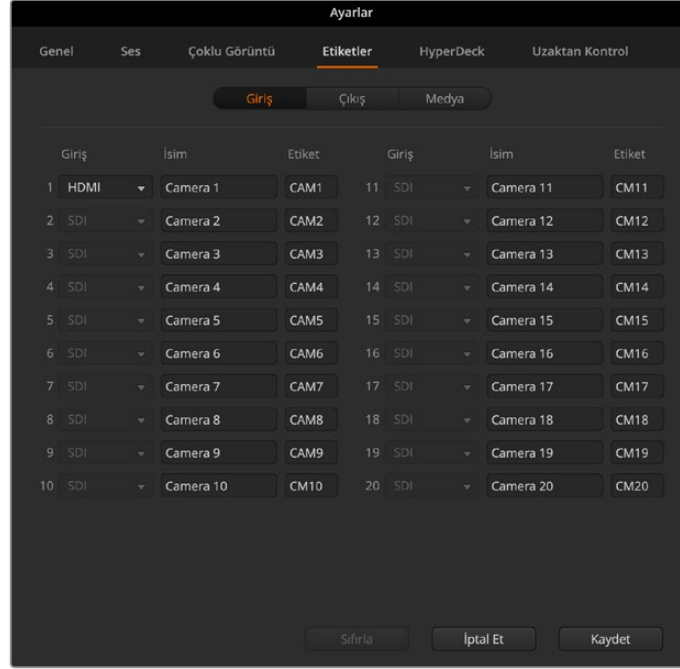 Ayarlar
Genel Ses Çoklu Görüntü Etiketler HyperDeck Uzaktan Kontrol
Giriş Çıkış Medya
Giriş İsim Etiket Giriş İsim Etiket
1 HDMI Camera 1 CAM1 11 SDI Camera 11 CM11
2 SDI Camera 2 CAM2 12 SDI Camera 12 CM12
3 SDI Camera 3 CAM3 13 SDI Camera 13 CM13
4 SDI Camera 4 CAM4 14 SDI Camera 14 CM14
5 SDI Camera 5 CAM5 15 SDI Camera 15 CM15
6 SDI Camera 6 CAM6 16 SDI Camera 16 CM16
7 SDI Camera 7 CAM7 17 SDI Camera 17 CM17
8 SDI Camera 8 CAM8 18 SDI Camera 18 CM18
9 SDI Camera 9 CAM9 19 SDI Camera 19 CM19
10 SDI Camera 10 CM10 20 SDI Camera 20 CM20
Sıfırla İptal Et Kaydet